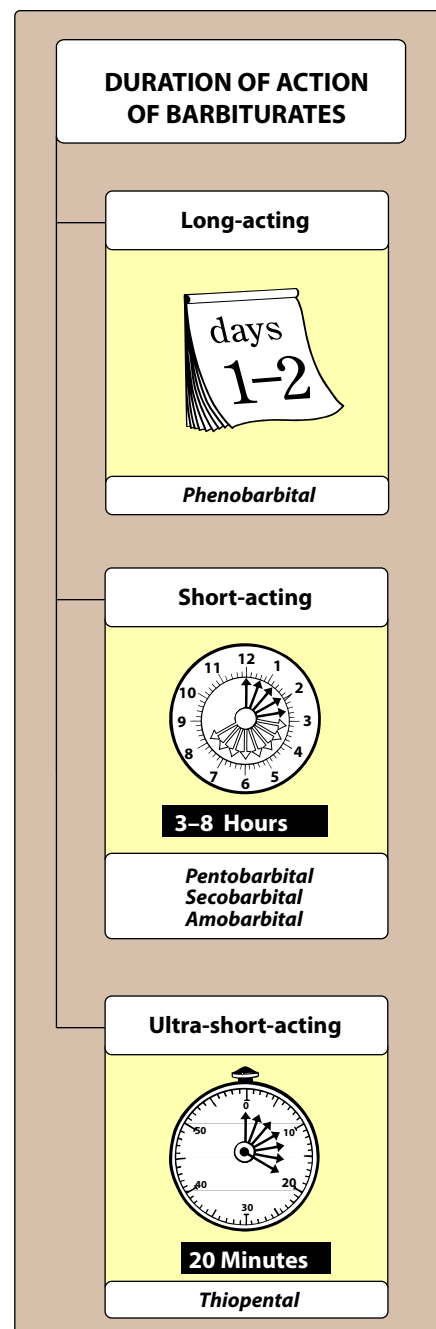 DURATION OF ACTION
OF BARBITURATES
Long-acting
days
1–2
Phenobarbital
Short-acting
12
1
2
3
4
5
6
7
8
9
10
11
3–8 Hours
Pentobarbital
Secobarbital
Amobarbital
Ultra-short-acting
0
10
20
30
40
50
20 Minutes
Thiopental